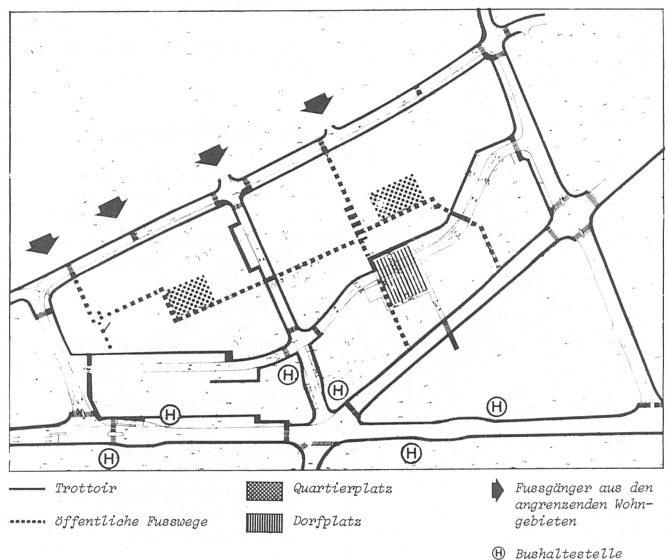 H
H
H
H
H
H
Trottoir
öffentliche Fusswege
Quartierplatz
Dorfplatz
Fussgänger aus den
angrenzenden Wohn-
gebieten
H Bushaltestelle